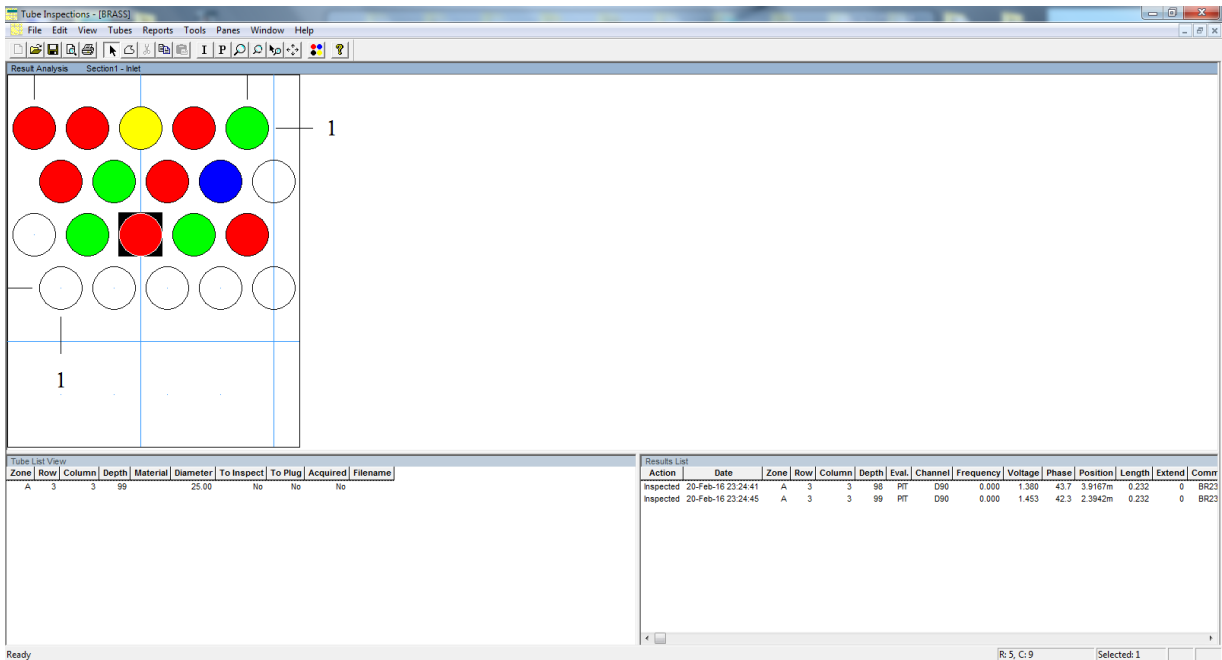 Tube Inspections - [BRASS]
File Edit View Tubes Reports Tools Panes Window Help
I P ?
Result Analysis Section1 - Inlet
1
1
Tube List View
Zone Row Column Depth Material Diameter To Inspect To Plug Acquired Filename
A 3 3 99 25.00 No No No
Results List
Action Date Zone Row Column Depth Eval. Channel Frequency Voltage Phase Position Length Extend Comm
Inspected 20-Feb-16 23:24:41 A 3 3 98 PIT D90 0.000 1.380 43.7 3.9167m 0.232 0 BR23
Inspected 20-Feb-16 23:24:45 A 3 3 99 PIT D90 0.000 1.453 42.3 2.3942m 0.232 0 BR23
Ready R: 5, C: 9 Selected: 1